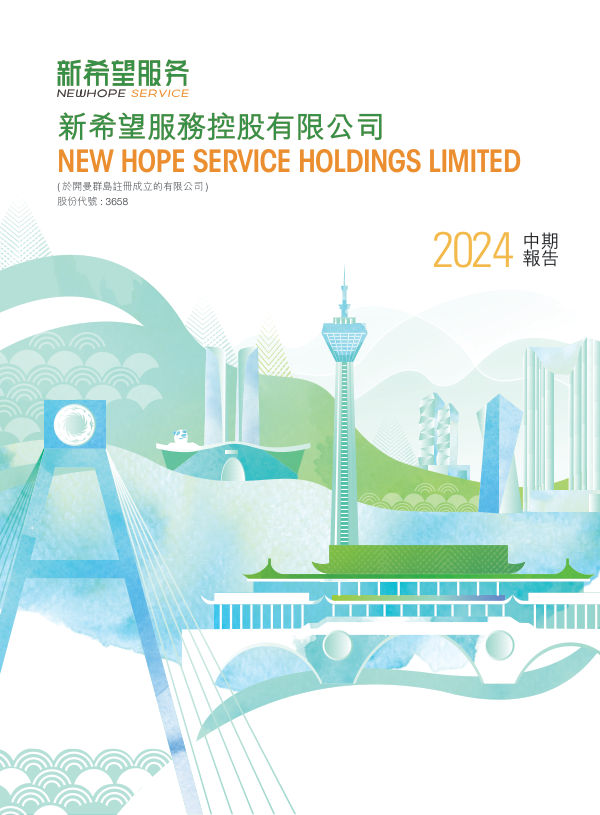 新希望服务
NEWHOPE SERVICE
新希望服務控股有限公司
NEW HOPE SERVICE HOLDINGS LIMITED
(於開曼群島註冊成立的有限公司)
股份代號 : 3658
2024 中期
報告